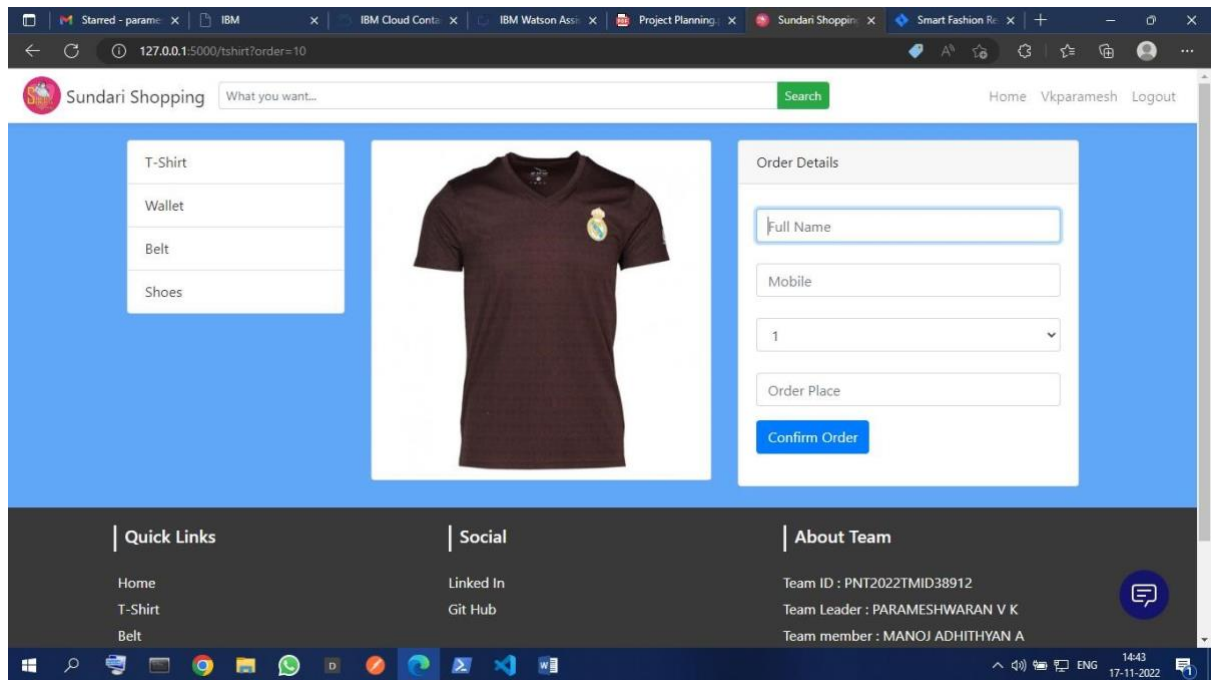 Starred - parame
IBM
IBM Cloud Conta
IBM Watson Assi
Project Planning.
Sundari Shopping
Smart Fashion Re
127.0.0.1:5000/tshirt?order=10
Sundari Shopping
What you want...
Search
Home
Vkparamesh
Logout
T-Shirt
Wallet
Belt
Shoes
Order Details
Full Name
Mobile
1
Order Place
Confirm Order
Quick Links
Home
T-Shirt
Belt
Social
Linked In
Git Hub
About Team
Team ID : PNT2022TMID38912
Team Leader : PARAMESHWARAN V K
Team member : MANOJ ADHITHYAN A
ENG
14:43
17-11-2022